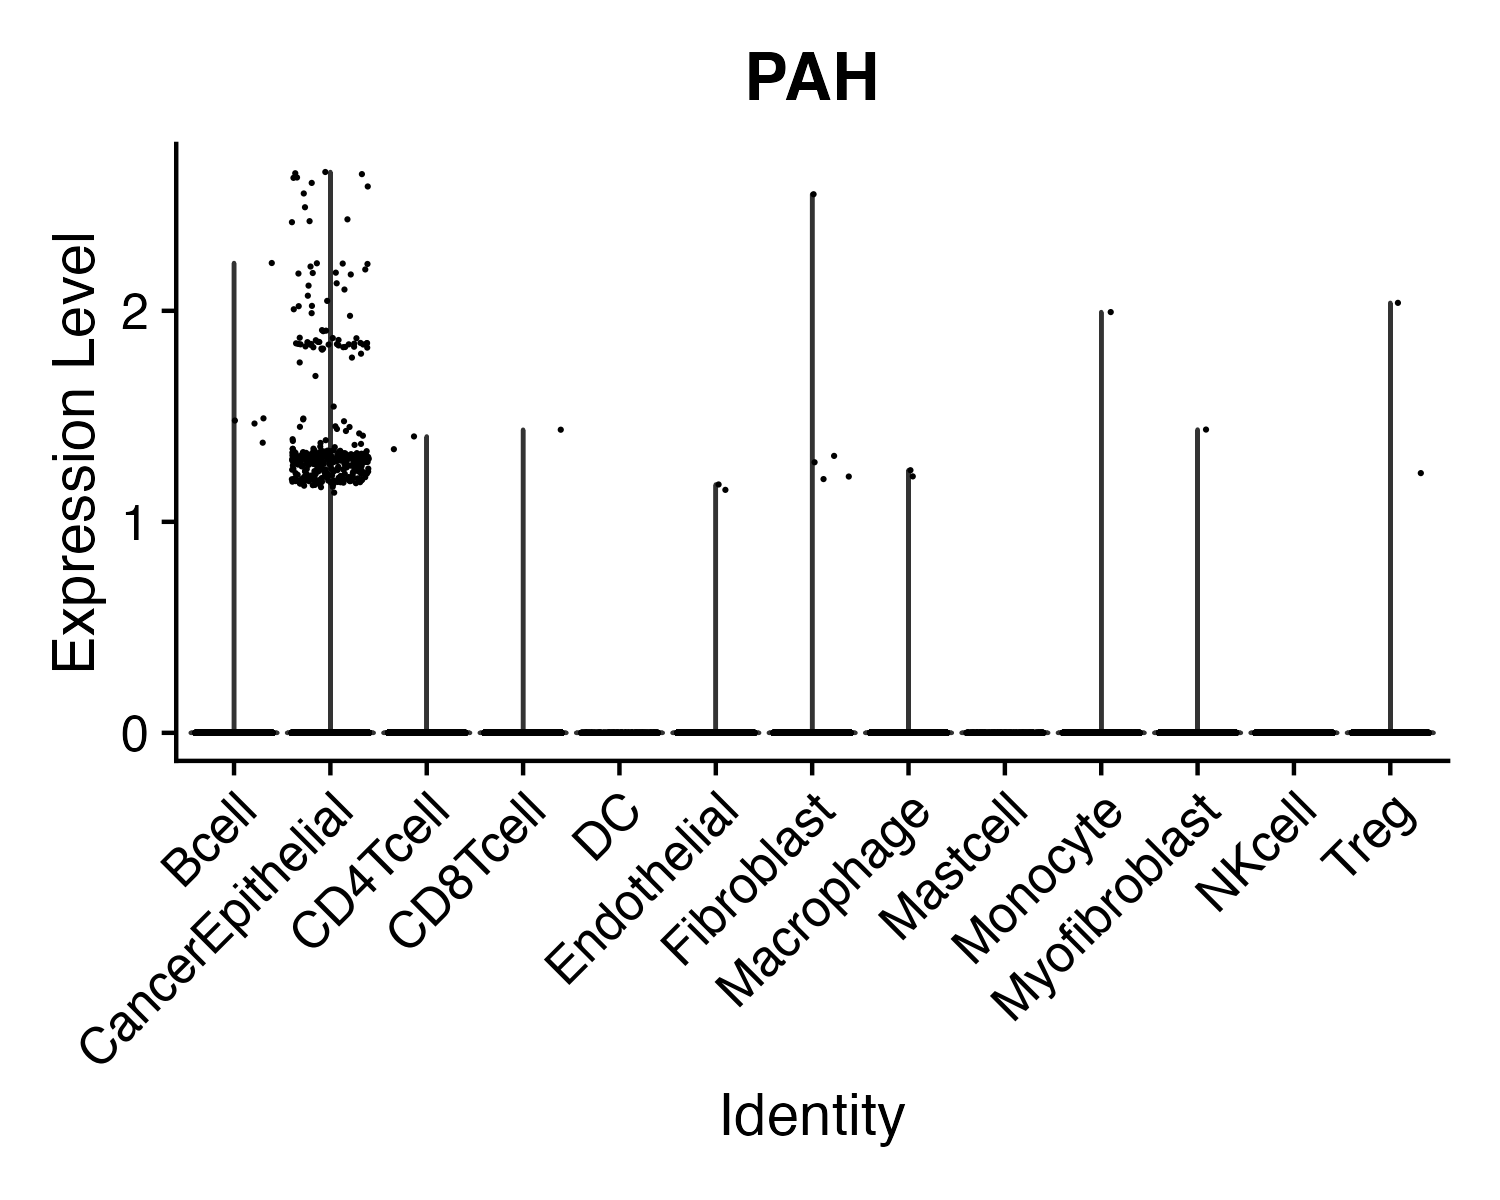 PAH
Expression Level
2
1
0
Bcell
CancerEpithelial
CD4Tcell
CD8Tcell
DC
Endothelial
Fibroblast
Macrophage
Mastcell
Monocyte
Myofibroblast
NKcell
Treg
Identity